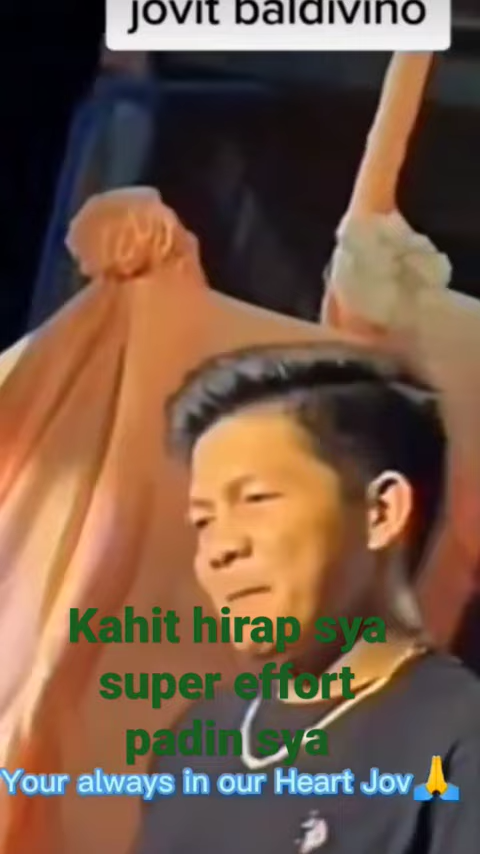 jovit baldivino
Kahit hirap sya
super effort
padin sya
Your always in our Heart Jov🙏